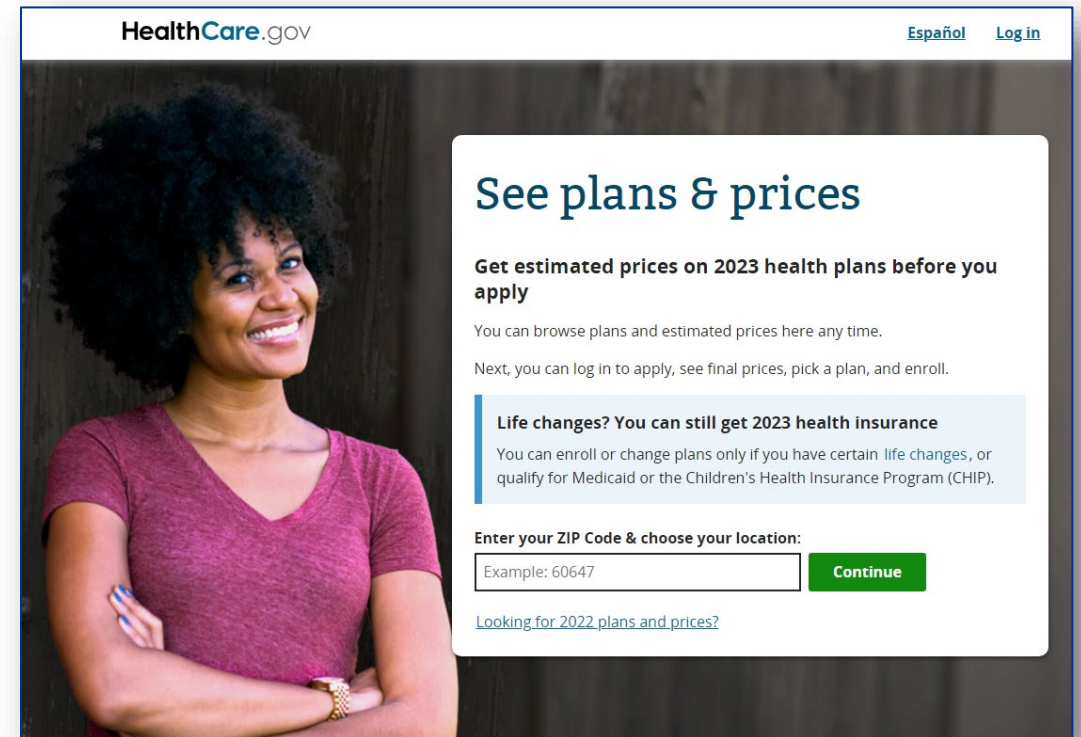 HealthCare.gov
Español
Log in
See plans & prices
Get estimated prices on 2023 health plans before you
apply
You can browse plans and estimated prices here any time.
Next, you can log in to apply, see final prices, pick a plan, and enroll.
Life changes? You can still get 2023 health insurance
You can enroll or change plans only if you have certain life changes, or
qualify for Medicaid or the Children's Health Insurance Program (CHIP).
Enter your ZIP Code & choose your location:
Example: 60647
Continue
Looking for 2022 plans and prices?